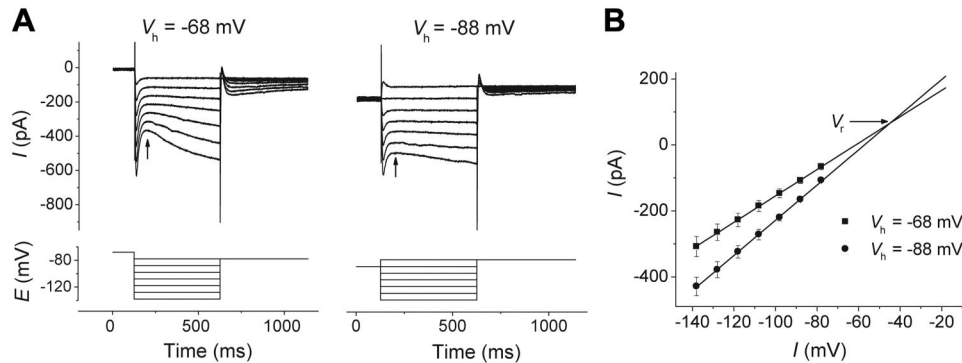 A
Vh = -68 mV
Vh = -88 mV
I (pA)
0
-200
-400
-600
-800
E (mV)
-80
-120
0 500 1000
Time (ms)
0 500 1000
Time (ms)
B
I (pA)
200
0
-200
-400
Vr
Vh = -68 mV
Vh = -88 mV
-140 -120 -100 -80 -60 -40 -20
I (mV)